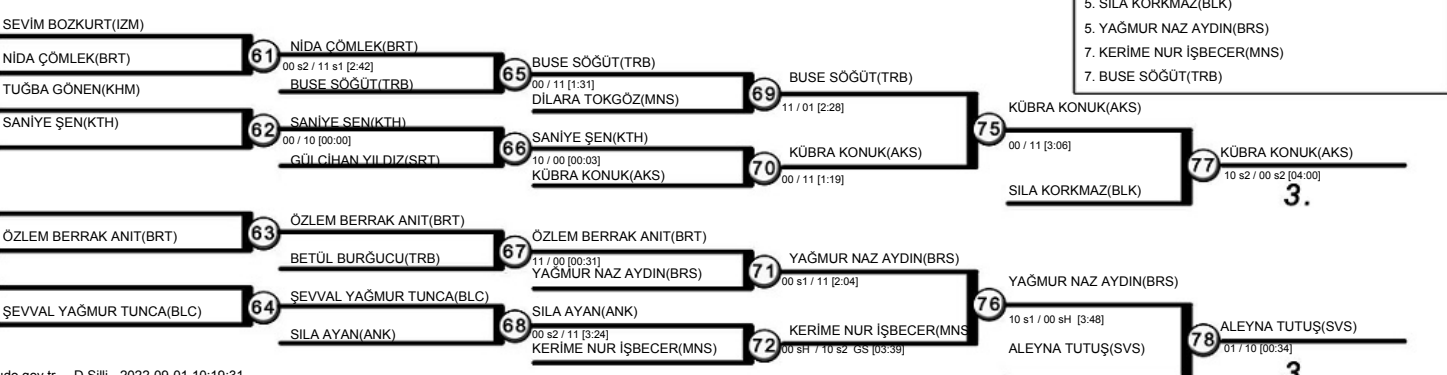 5. SILA KORKMAZ(BLK)
5. YAĞMUR NAZ AYDIN(BRS)
7. KERİME NUR İŞBECER(MNS)
7. BUSE SÖĞÜT(TRB)
SEVİM BOZKURT(IZM)
NİDA ÇÖMLEK(BRT)
TUĞBA GÖNEN(KHM)
SANİYE ŞEN(KTH)
61
NİDA ÇÖMLEK(BRT)
00 s2 / 11 s1 [2:42]
BUSE SÖĞÜT(TRB)
62
SANİYE ŞEN(KTH)
00 / 10 [00:00]
GÜLCİHAN YILDIZ(SRT)
65
BUSE SÖĞÜT(TRB)
00 / 11 [1:31]
DİLARA TOKGÖZ(MNS)
66
SANİYE ŞEN(KTH)
10 / 00 [00:03]
KÜBRA KONUK(AKS)
69
BUSE SÖĞÜT(TRB)
11 / 01 [2:28]
70
KÜBRA KONUK(AKS)
00 / 11 [1:19]
75
KÜBRA KONUK(AKS)
00 / 11 [3:06]
SILA KORKMAZ(BLK)
77
KÜBRA KONUK(AKS)
10 s2 / 00 s2 [04:00]
3.
ÖZLEM BERRAK ANIT(BRT)
ŞEVVAL YAĞMUR TUNCA(BLC)
63
ÖZLEM BERRAK ANIT(BRT)
BETÜL BURĞUCU(TRB)
64
ŞEVVAL YAĞMUR TUNCA(BLC)
SILA AYAN(ANK)
67
ÖZLEM BERRAK ANIT(BRT)
11 / 00 [00:31]
YAĞMUR NAZ AYDIN(BRS)
68
SILA AYAN(ANK)
00 s2 / 11 [3:24]
KERİME NUR İŞBECER(MNS)
71
YAĞMUR NAZ AYDIN(BRS)
00 s1 / 11 [2:04]
72
KERİME NUR İŞBECER(MNS
00 sH / 10 s2 GS [03:39]
76
YAĞMUR NAZ AYDIN(BRS)
10 s1 / 00 sH [3:48]
ALEYNA TUTUŞ(SVS)
78
ALEYNA TUTUŞ(SVS)
01 / 10 [00:34]
3